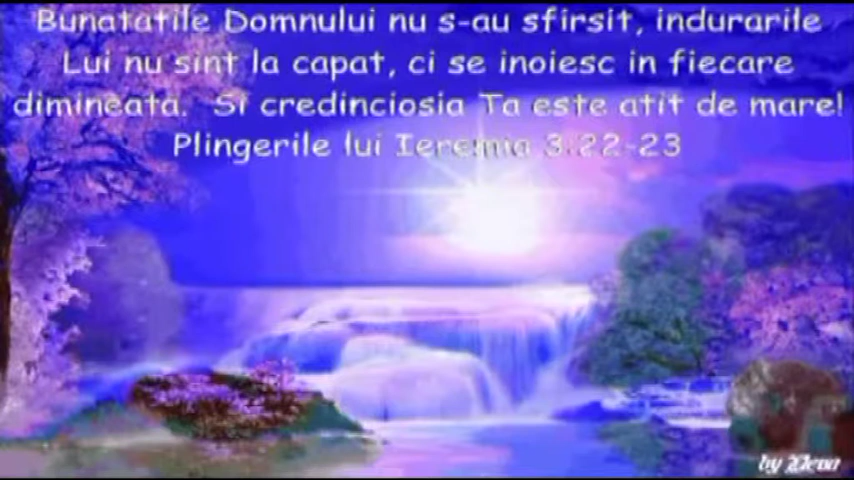 Bunatatile Domnului nu s-au sfirsit, indurarile
Lui nu sint la capat, ci se inoiesc in fiecare
dimineata. Si credinciosia Ta este atit de mare!
Plingerile lui Ieremia 3:22-23
by